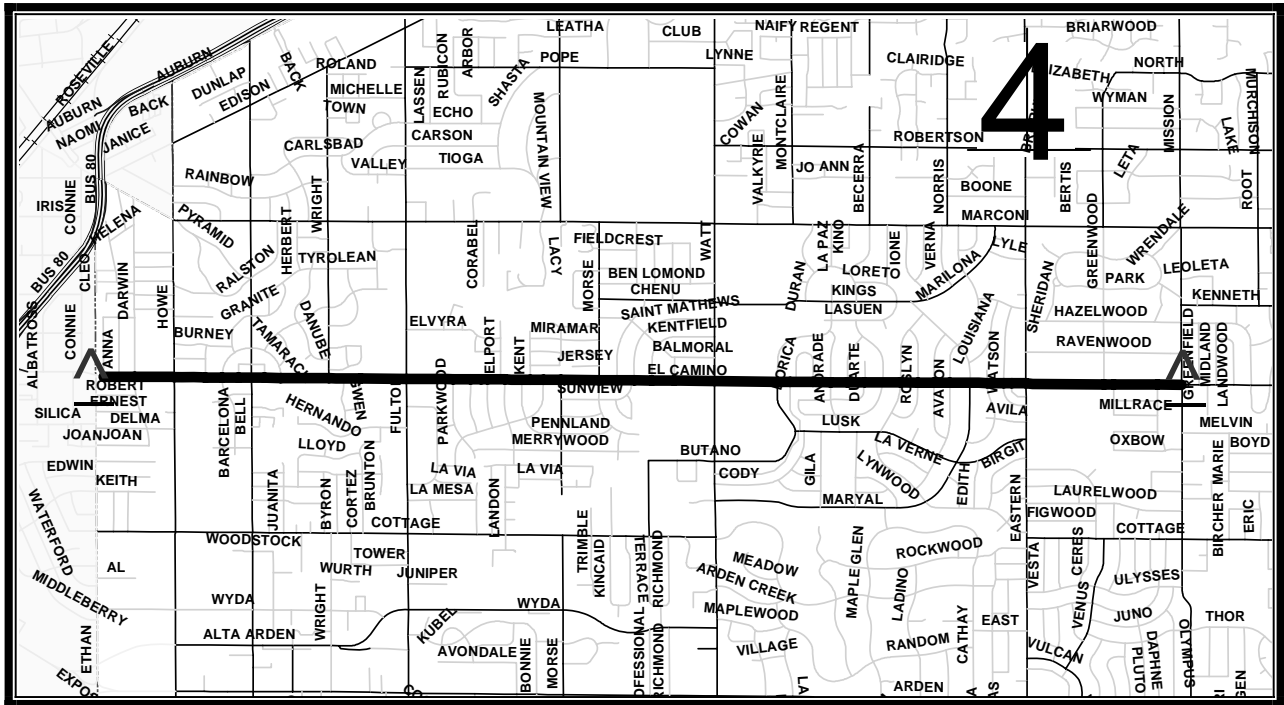 LEATHA
CLUB
NAIFY
REGENT
BRIARWOOD
4
ROSEVILLE
AUBURN
BACK
ROLAND
RUBICON
ARBOR
POPE
LYNNE
CLAIRIDGE
IZABETH
NORTH
DUNLAP
EDISON
MICHELLE
LASSEN
SHASTA
MURCHISON
AUBURN
BACK
TOWN
ECHO
MOUNTAIN VIEW
COWAN
MONTCLAIRE
WYMAN
MISSION
NAOMI
JANICE
CARLSBAD
CARSON
ROBERTSON
LAKE
VALLEY
TIOGA
VALKYRIE
JO ANN
BECERRA
NORRIS
LETA
BUS 80
RAINBOW
WRIGHT
BOONE
BERTIS
ROOT
IRIS
CONNIE
HELENA
PYRAMID
HERBERT
MARCONI
GREENWOOD
WRENDALE
CORABEL
LACY
FIELDCREST
WATT
LA PAZ
KINO
IONE
VERNA
LYLE
BUS 80
CLEO
DARWIN
HOWE
RALSTON
TYROLEAN
MORSE
BEN LOMOND
CHENU
DURAN
LORETO
KINGS
MARILONA
SHERIDAN
PARK
LEOLETA
GRANITE
SAINT MATHEWS
LASUEN
KENNETH
ALBATROSS
CONNIE
ANNA
BURNEY
TAMARACK
DANUBE
ELVYRA
ELPORT
KENT
MIRAMAR
KENTFIELD
LOUISIANA
HAZELWOOD
JERSEY
BALMORAL
ANDRADE
DUARTE
ROSLYN
AVALON
WATSON
RAVENWOOD
GREENFIELD
MIDLAND
LANDWOOD
EL CAMINO
ROBERT
ERNEST
SUNVIEW
SILICA
DELMA
BARCELONA
BELL
HERNANDO
SWEN
FULTO
PARKWOOD
AVILA
MILLRACE
JOAN
JOAN
PENNLAND
LUSK
MELVIN
LLOYD
MERRYWOOD
LA VERNE
BIRGIT
OXBOW
BOYD
EDWIN
KEITH
JUANITA
BYRON
CORTEZ
BRUNTON
LA VIA
LA VIA
BUTANO
CODY
GILA
LYNWOOD
EDITH
EASTERN
MARIE
BIRCHER
WATERFORD
LA MESA
LANDON
MARYAL
LAURELWOOD
FIGWOOD
ERIC
COTTAGE
COTTAGE
WOODSTOCK
TOWER
TRIMBLE
KINCAID
TERRACE
RICHMOND
MEADOW
MAPLE GLEN
ROCKWOOD
VESTA
CERES
AL
WURTH
JUNIPER
ARDEN CREEK
LADINO
ULYSSES
MIDDLEBERRY
WYDA
WRIGHT
WYDA
MAPLEWOOD
CATHAY
EAST
VENUS
JUNO
THOR
ETHAN
ALTA ARDEN
KUBEL
VILLAGE
RANDOM
VULCAN
DAPHNE
PLUTO
OLYMPUS
AVONDALE
BONNIE
MORSE
OFESSIONAL
RICHMOND
EXPOS
CO
LA
ARDEN
A
AS
RI
GEN